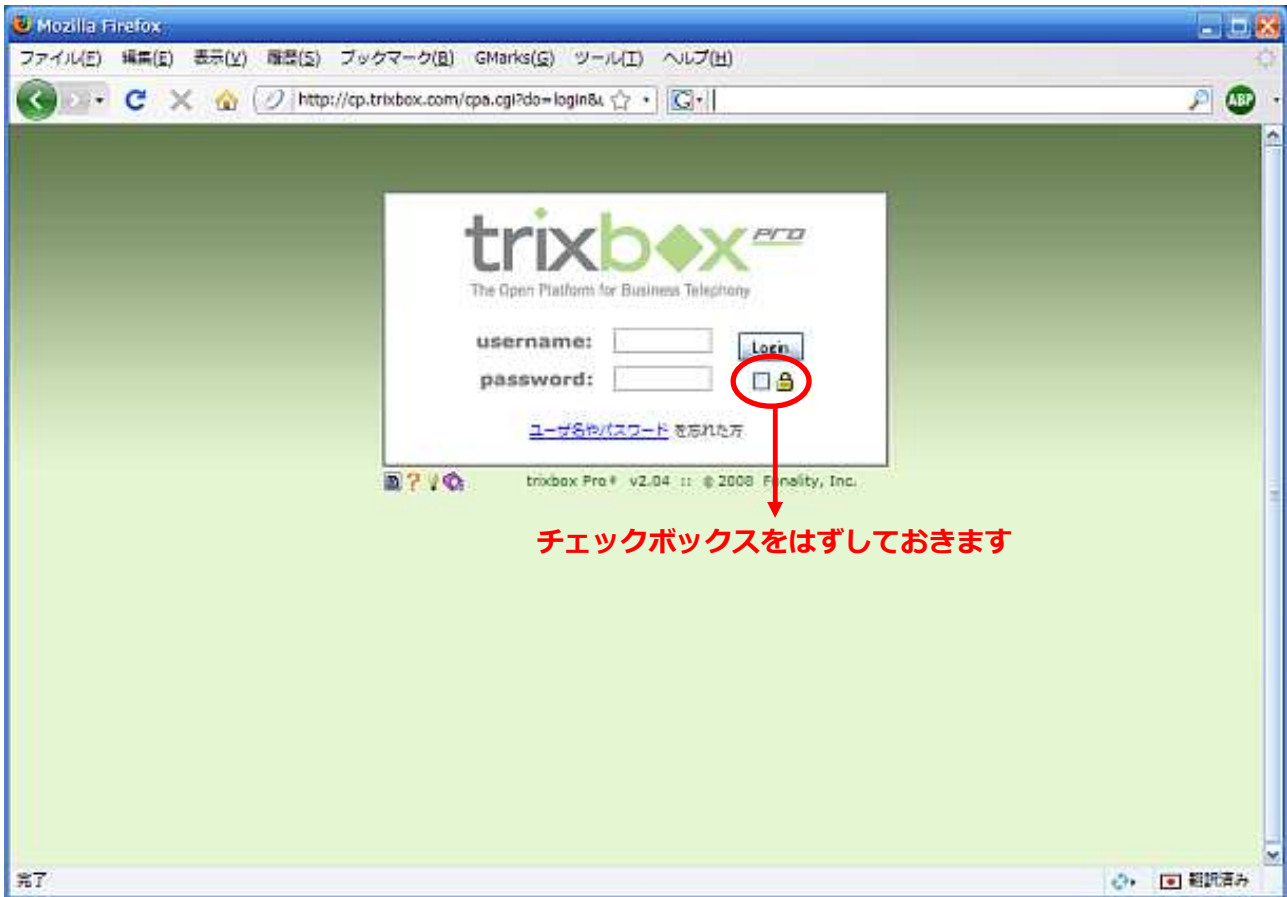 Mozilla Firefox
ファイル(F) 編集(E) 表示(V) 履歴(S) ブックマーク(B) GMarks(G) ツール(T) ヘルプ(H)
http://cp.trixbox.com/cpa.cgi?do=login&
ABP
trixbox pro
The Open Platform for Business Telephony
username:
Login
password:
ユーザ名やパスワード を忘れた方
trixbox Pro® v2.04 :: © 2008 Fonality, Inc.
チェックボックスをはずしておきます
完了
翻訳済み